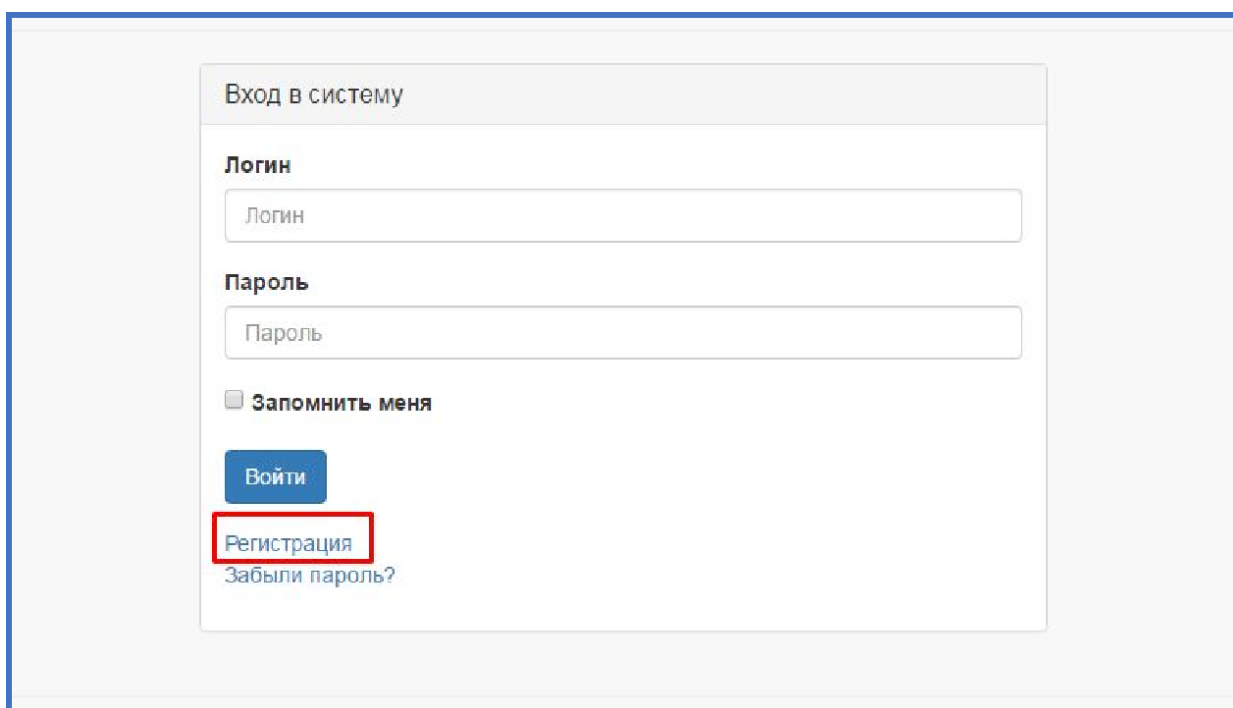 Вход в систему
Логин
Логин
Пароль
Пароль
Запомнить меня
Войти
Регистрация
Забыли пароль?